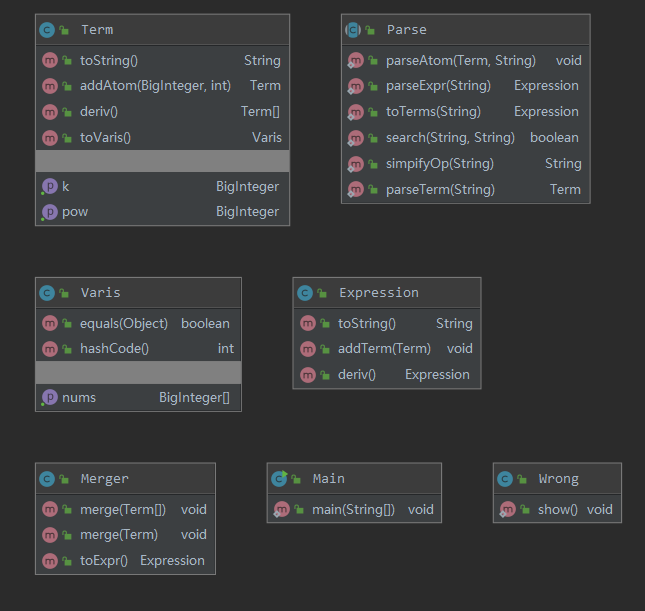 Term
toString() String
addAtom(BigInteger, int) Term
deriv() Term[]
toVaris() Varis
k BigInteger
pow BigInteger
Parse
parseAtom(Term, String) void
parseExpr(String) Expression
toTerms(String) Expression
search(String, String) boolean
simpifyOp(String) String
parseTerm(String) Term
Varis
equals(Object) boolean
hashCode() int
nums BigInteger[]
Expression
toString() String
addTerm(Term) void
deriv() Expression
Merger
merge(Term[]) void
merge(Term) void
toExpr() Expression
Main
main(String[]) void
Wrong
show() void